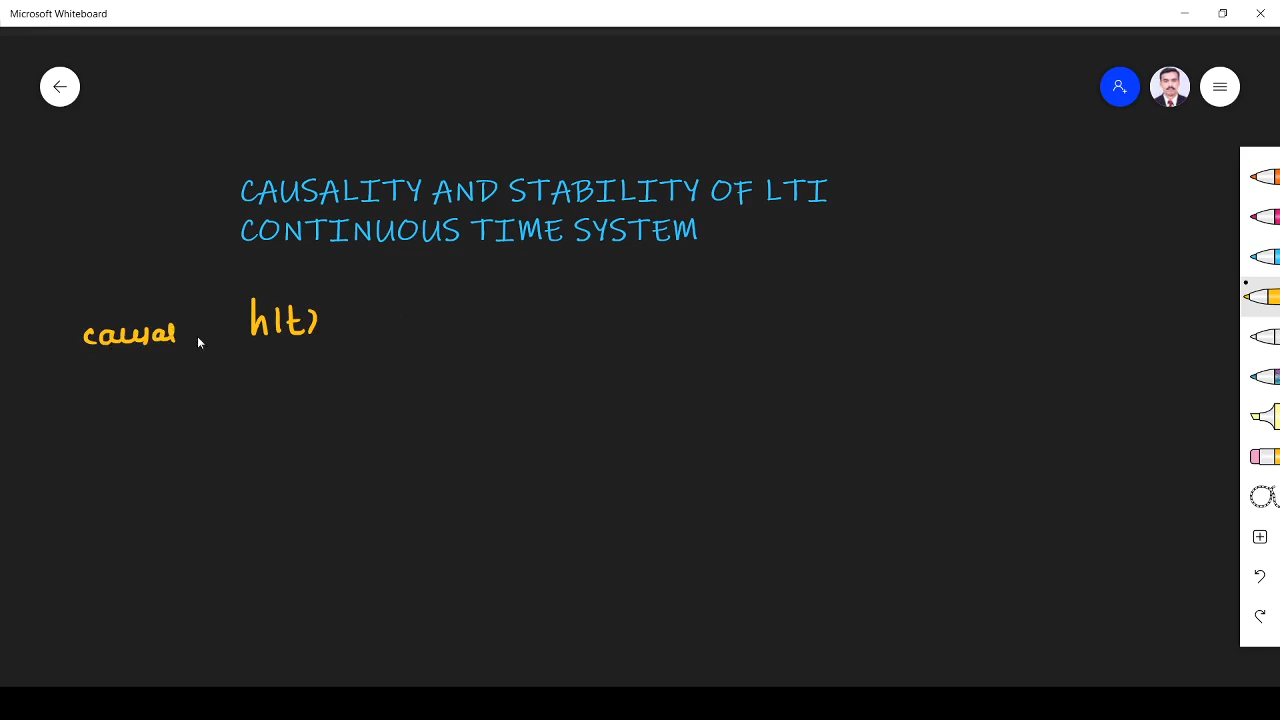 Microsoft Whiteboard
CAUSALITY AND STABILITY OF LTI
CONTINUOUS TIME SYSTEM
causal h(t)